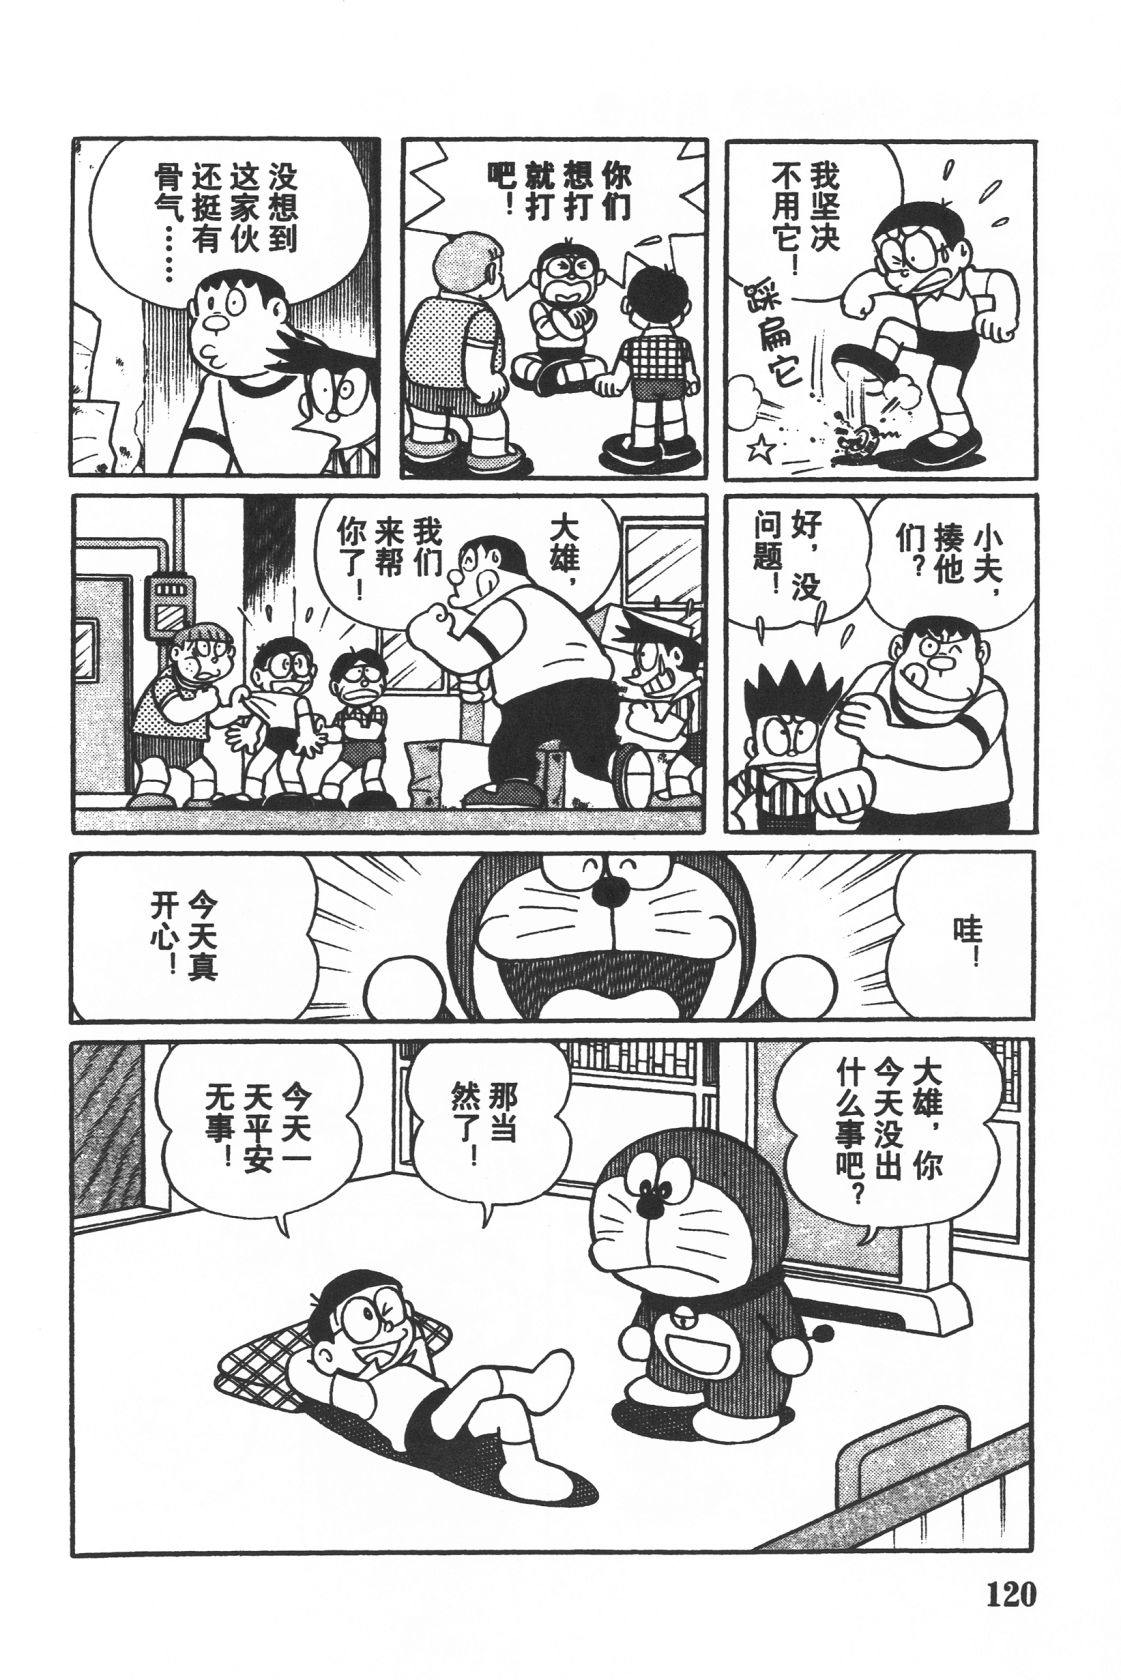 我坚决
不用它！
踩扁它
你们
想打
就打
吧！
没想到
这家伙
还挺有
骨气……
小夫，
揍他
们？
好，没
问题！
大雄，
我们
来帮
你了！
哇！
今天真
开心！
大雄，你
今天没出
什么事吧？
那当
然了！
今天一
天平安
无事！
120